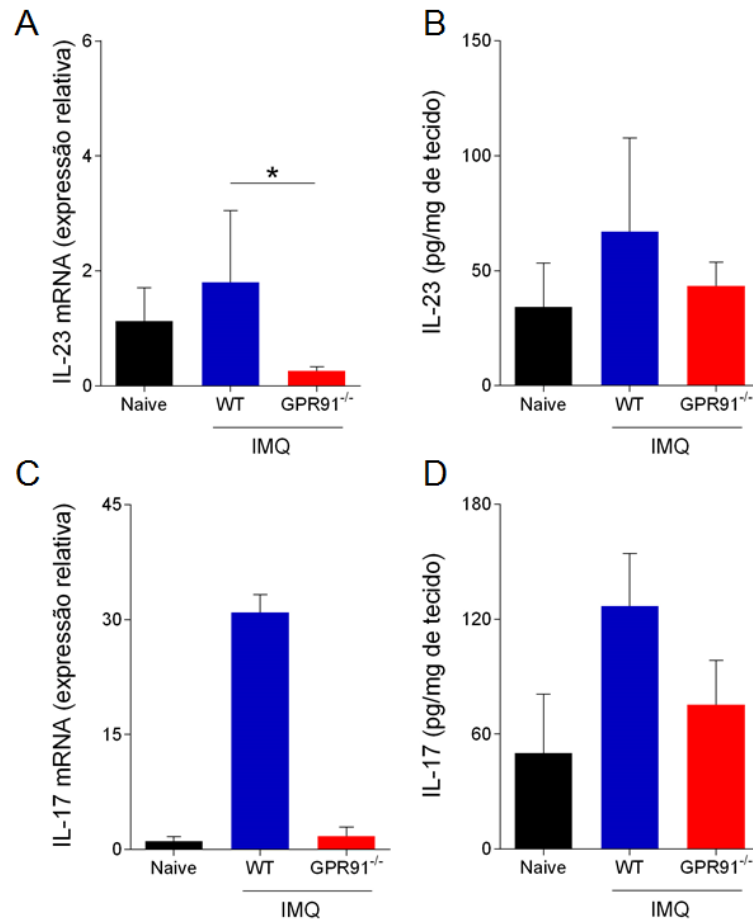 A
IL-23 mRNA (expressão relativa)
6
4
2
0
*
Naive WT GPR91-/-
IMQ
B
IL-23 (pg/mg de tecido)
150
100
50
0
Naive WT GPR91-/-
IMQ
C
IL-17 mRNA (expressão relativa)
45
30
15
0
Naive WT GPR91-/-
IMQ
D
IL-17 (pg/mg de tecido)
180
120
60
0
Naive WT GPR91-/-
IMQ